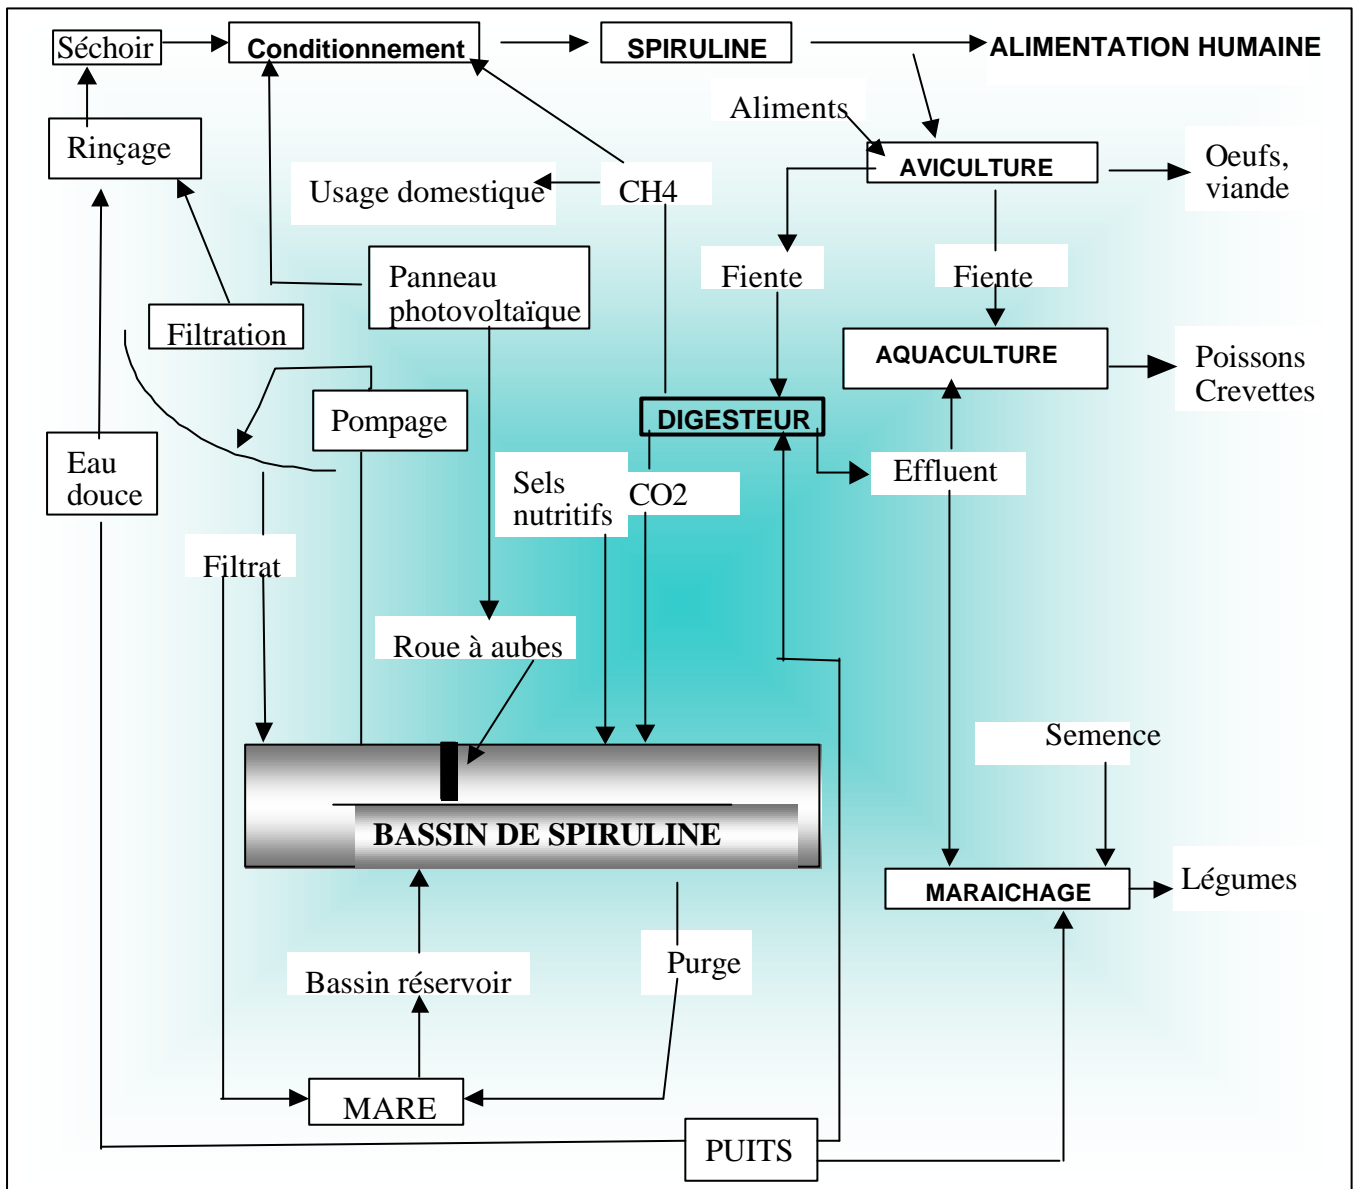 Séchoir
Conditionnement
SPIRULINE
ALIMENTATION HUMAINE
Aliments
Rinçage
Oeufs,
viande
AVICULTURE
Usage domestique
CH4
Panneau
photovoltaïque
Fiente
Fiente
Filtration
AQUACULTURE
Poissons
Crevettes
Pompage
DIGESTEUR
Eau
douce
Effluent
Sels
nutritifs
CO2
Filtrat
Roue à aubes
Semence
BASSIN DE SPIRULINE
MARAICHAGE
Légumes
Bassin réservoir
Purge
MARE
PUITS